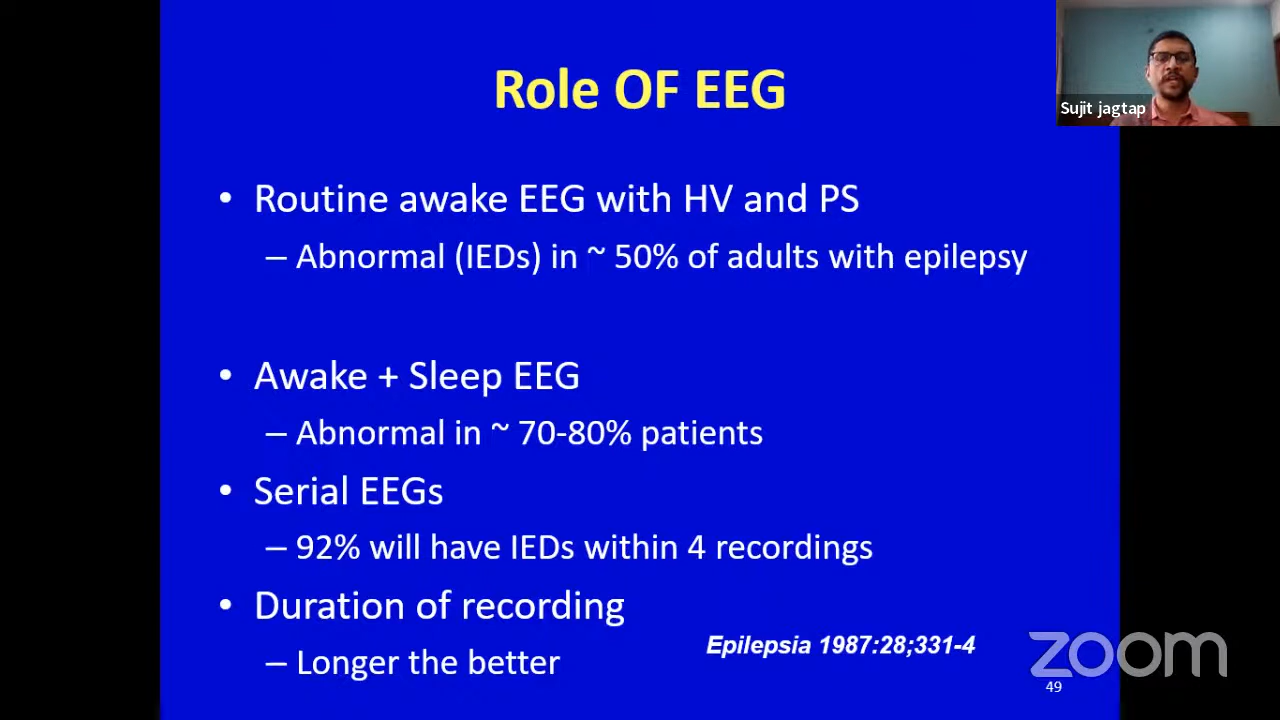 Role OF EEG
Sujit jagtap
• Routine awake EEG with HV and PS
– Abnormal (IEDs) in ~ 50% of adults with epilepsy
• Awake + Sleep EEG
– Abnormal in ~ 70-80% patients
• Serial EEGs
– 92% will have IEDs within 4 recordings
• Duration of recording
Epilepsia 1987:28;331-4
– Longer the better
zoom
49